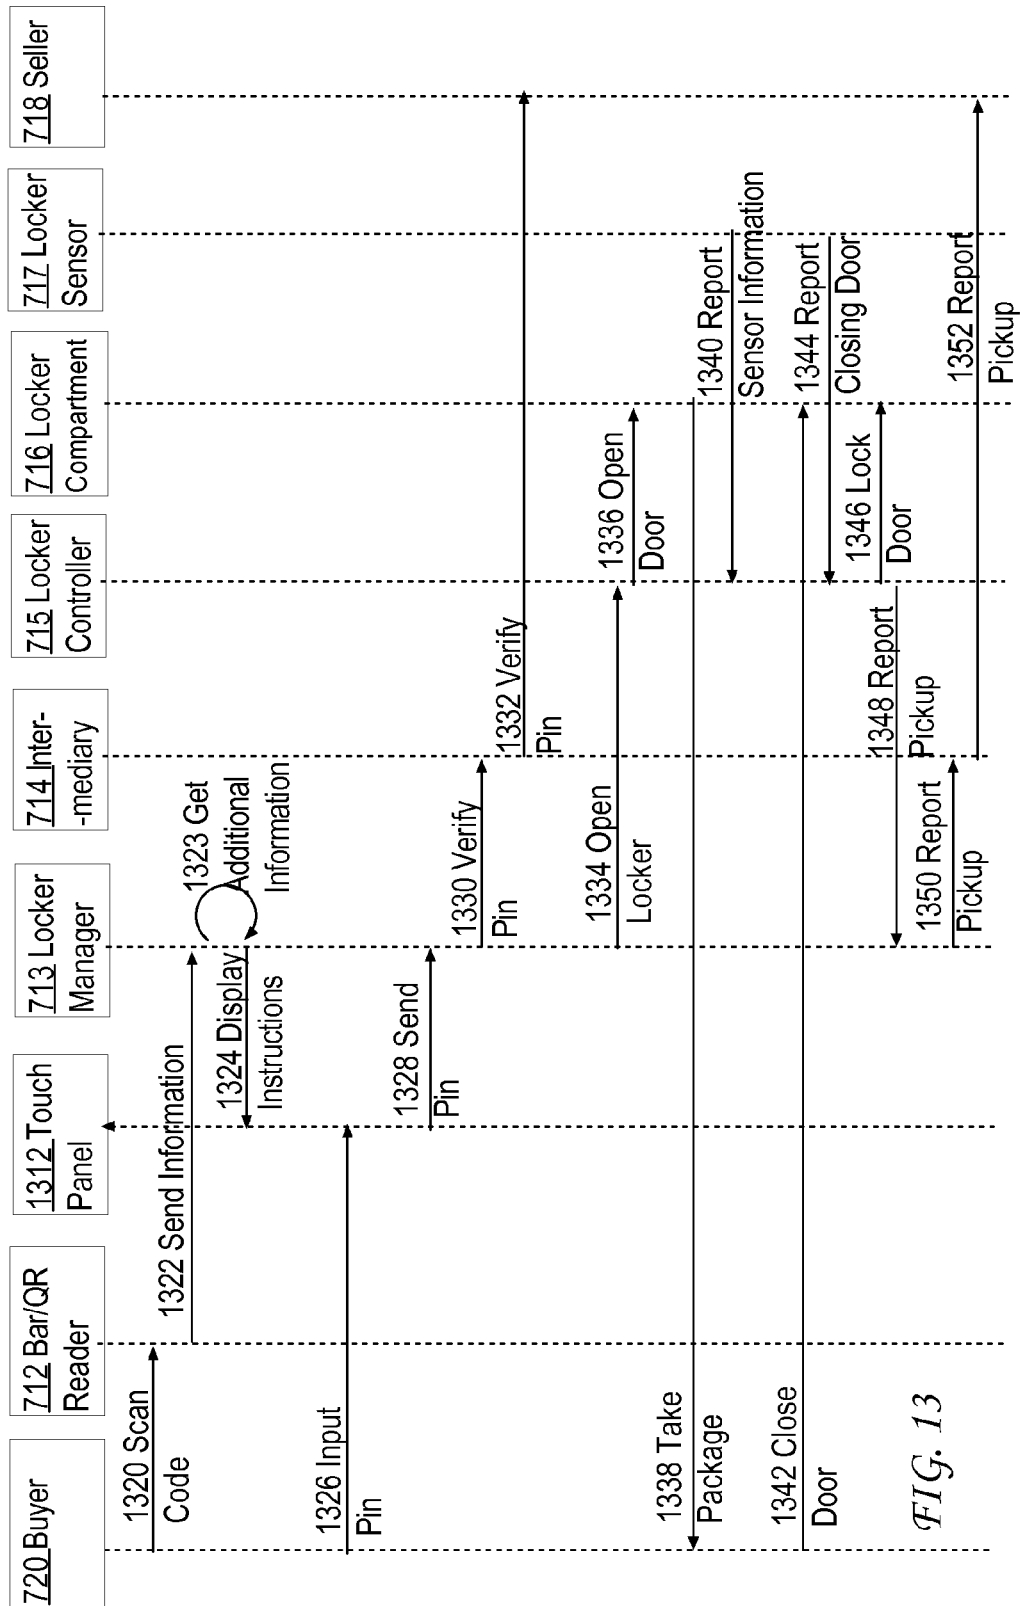 720 Buyer
712 Bar/QR
Reader
1312 Touch
Panel
713 Locker
Manager
714 Inter-
-mediary
715 Locker
Controller
716 Locker
Compartment
717 Locker
Sensor
718 Seller
1320 Scan
Code
1322 Send Information
1323 Get
Additional
Information
1324 Display
Instructions
1326 Input
Pin
1328 Send
Pin
1330 Verify
Pin
1332 Verify
Pin
1334 Open
Locker
1336 Open
Door
1338 Take
Package
1340 Report
Sensor Information
1342 Close
Door
1344 Report
Closing Door
1346 Lock
Door
1348 Report
Pickup
1350 Report
Pickup
1352 Report
Pickup
FIG. 13